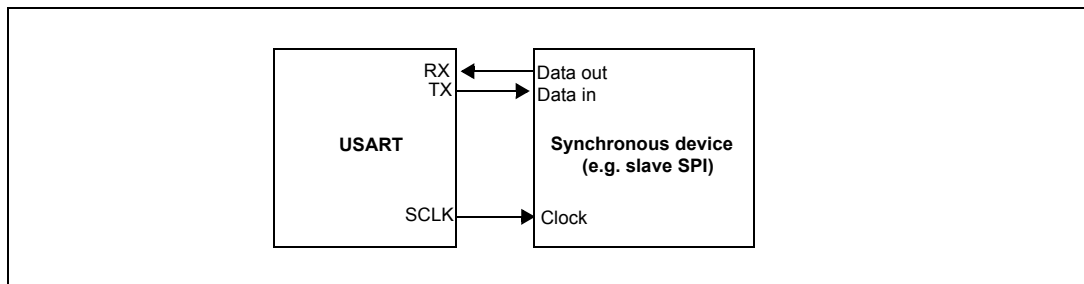 RX
Data out
TX
Data in
USART
Synchronous device
(e.g. slave SPI)
SCLK
Clock